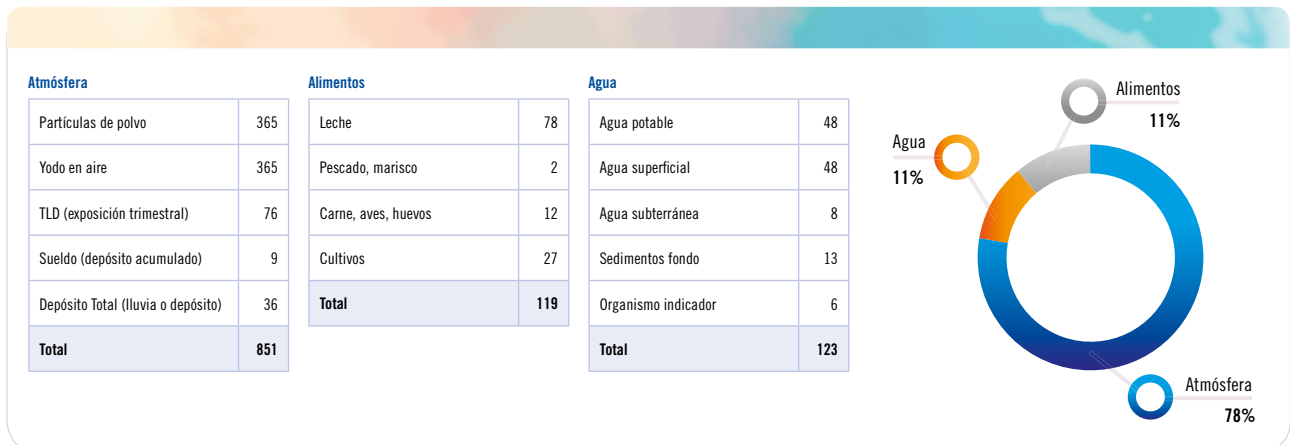 Atmósfera
Partículas de polvo 365
Yodo en aire 365
TLD (exposición trimestral) 76
Sueldo (depósito acumulado) 9
Depósito Total (lluvia o depósito) 36
Total 851
Alimentos
Leche 78
Pescado, marisco 2
Carne, aves, huevos 12
Cultivos 27
Total 119
Agua
Agua potable 48
Agua superficial 48
Agua subterránea 8
Sedimentos fondo 13
Organismo indicador 6
Total 123
Alimentos
11%
Agua
11%
Atmósfera
78%